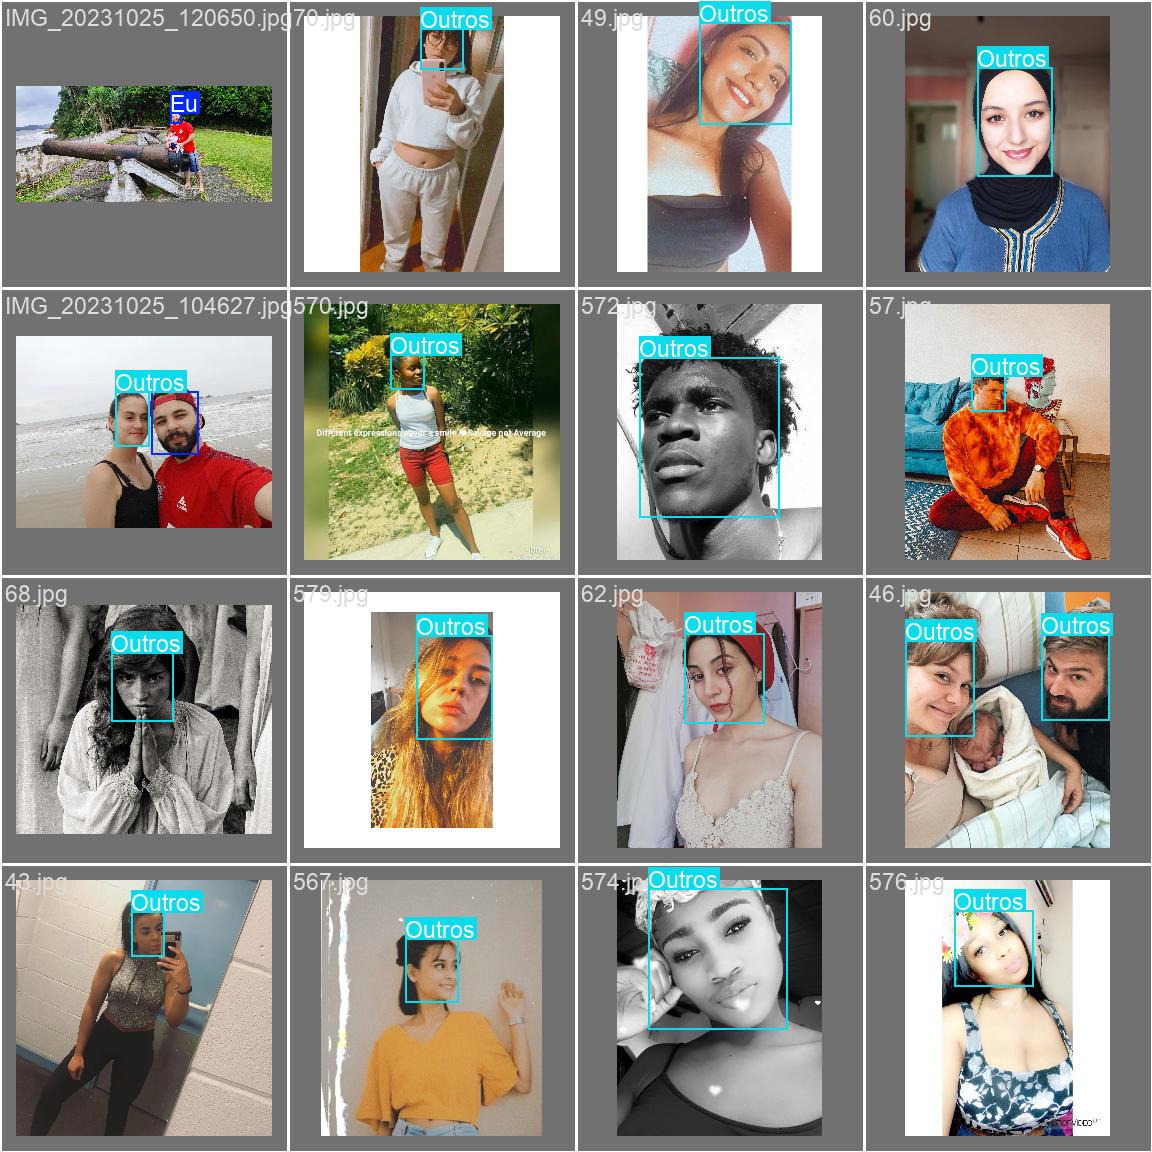 IMG_20231025_120650.jpg
70.jpg
49.jpg
60.jpg
Eu
Outros
Outros
Outros
IMG_20231025_104627.jpg
570.jpg
572.jpg
57.jpg
Outros
Outros
Outros
Outros
Different expressions never a smile
Savage not Average
68.jpg
579.jpg
62.jpg
46.jpg
Outros
Outros
Outros
Outros
Outros
43.jpg
567.jpg
574.jp
576.jpg
Outros
Outros
Outros
Outros